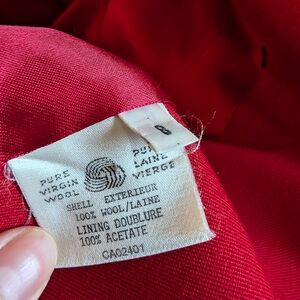 8
PURE
VIRGIN
WOOL
PURE
LAINE
VIERGE
SHELL EXTERIEUR
100% WOOL/LAINE
LINING DOUBLURE
100% ACETATE
CA02401